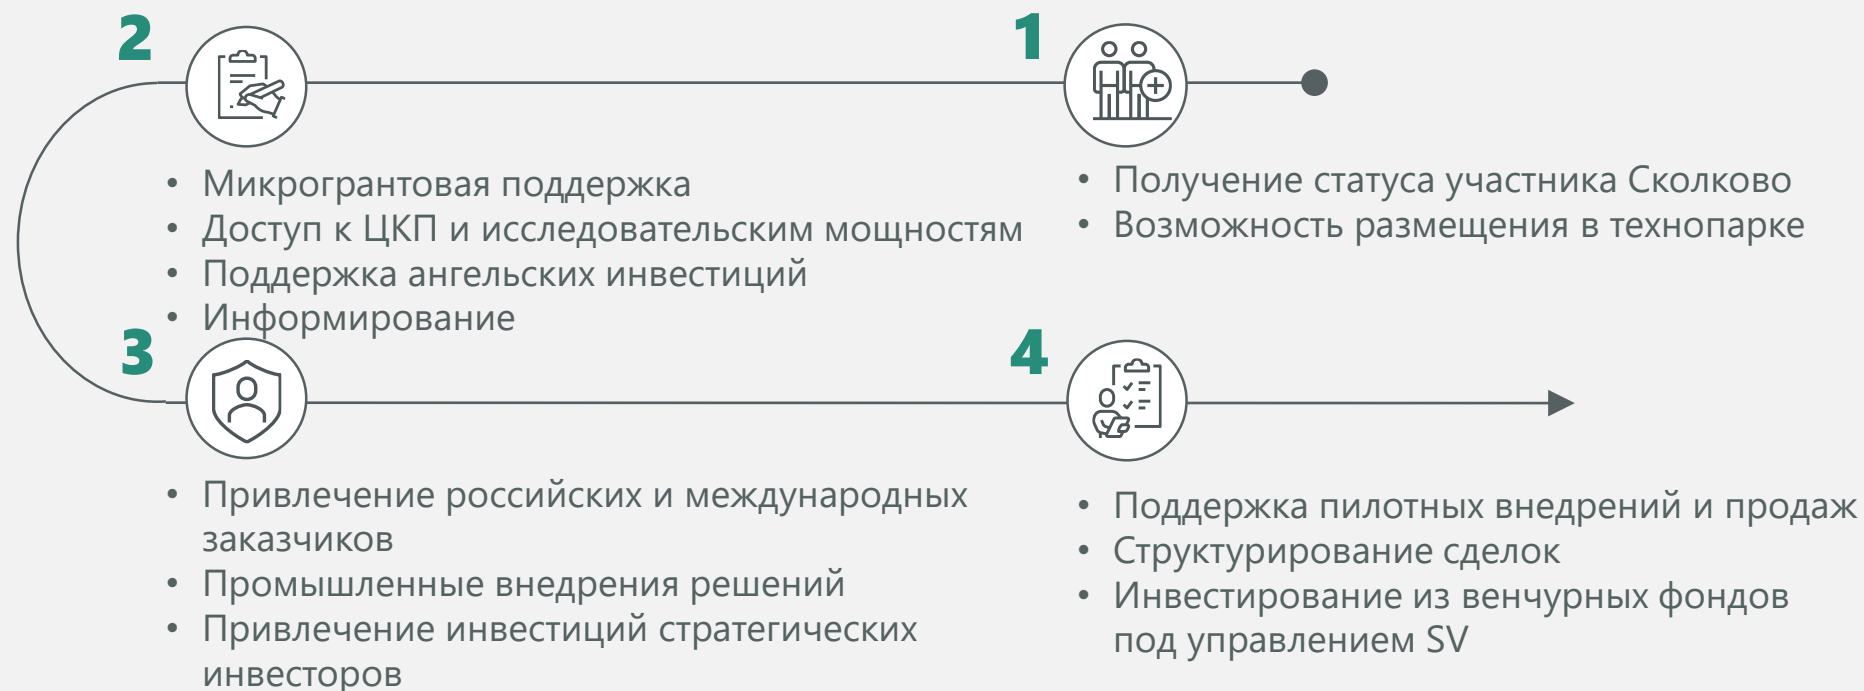 1
• Получение статуса участника Сколково
• Возможность размещения в технопарке
2
• Микрогрантовая поддержка
• Доступ к ЦКП и исследовательским мощностям
• Поддержка ангельских инвестиций
• Информирование
3
• Привлечение российских и международных
заказчиков
• Промышленные внедрения решений
• Привлечение инвестиций стратегических
инвесторов
4
• Поддержка пилотных внедрений и продаж
• Структурирование сделок
• Инвестирование из венчурных фондов
под управлением SV